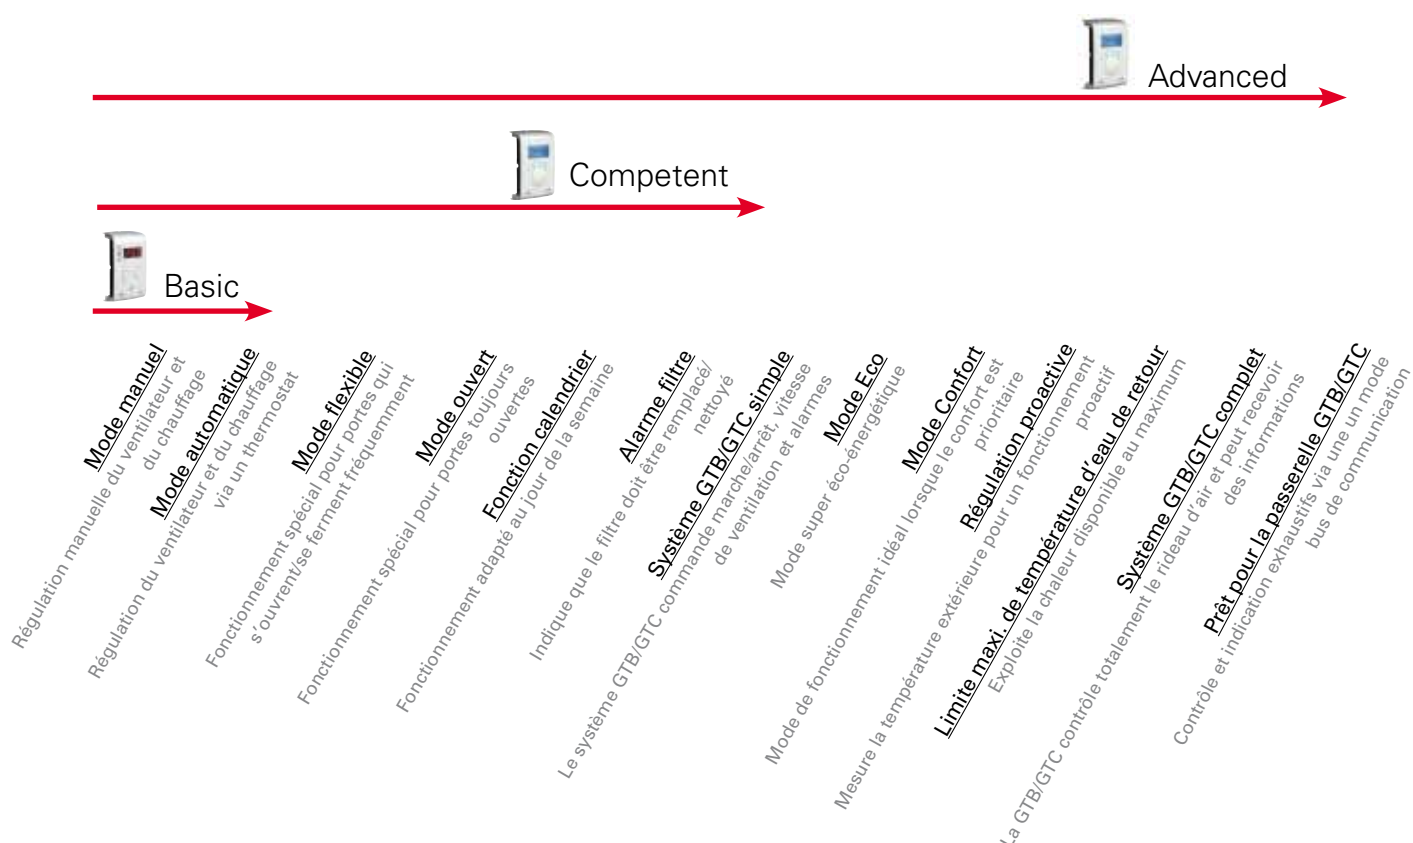 Advanced
Competent
Basic
Mode manuel
Régulation manuelle du ventilateur et
du chauffage
Mode automatique
Régulation du ventilateur et du chauffage
via un thermostat
Mode flexible
Fonctionnement spécial pour portes qui
s'ouvrent/se ferment fréquemment
Mode ouvert
Fonctionnement spécial pour portes toujours
ouvertes
Fonction calendrier
Fonctionnement adapté au jour de la semaine
Alarme filtre
Indique que le filtre doit être remplacé/
nettoyé
Système GTB/GTC simple
Le système GTB/GTC commande marche/arrêt, vitesse
de ventilation et alarmes
Mode Eco
Mode super éco-énergétique
Mode Confort
Mode de fonctionnement idéal lorsque le confort est
prioritaire
Régulation proactive
Mesure la température extérieure pour un fonctionnement
proactif
Limite maxi. de température d'eau de retour
Exploite la chaleur disponible au maximum
Système GTB/GTC complet
La GTB/GTC contrôle totalement le rideau d'air et peut recevoir
des informations
Prêt pour la passerelle GTB/GTC
Contrôle et indication exhaustifs via une un mode
bus de communication